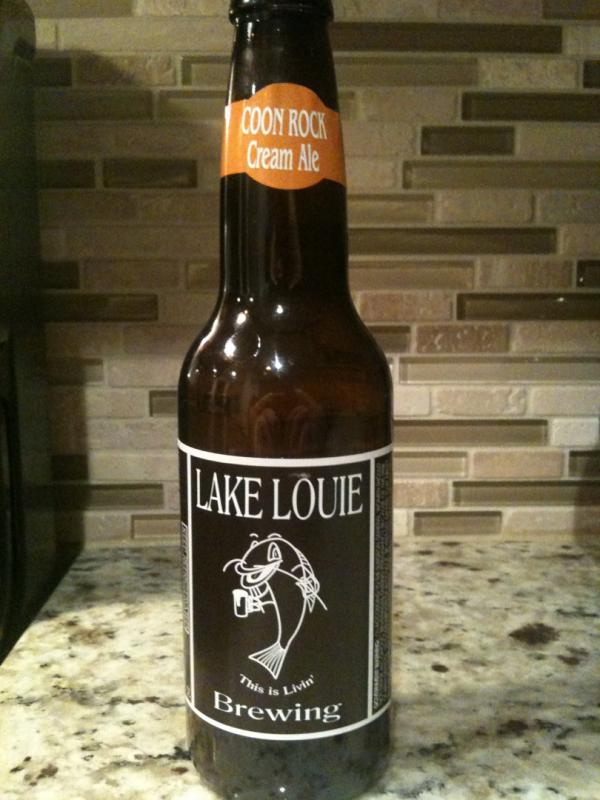 COON ROCK
Cream Ale
LAKE LOUIE
This is Livin'
Brewing